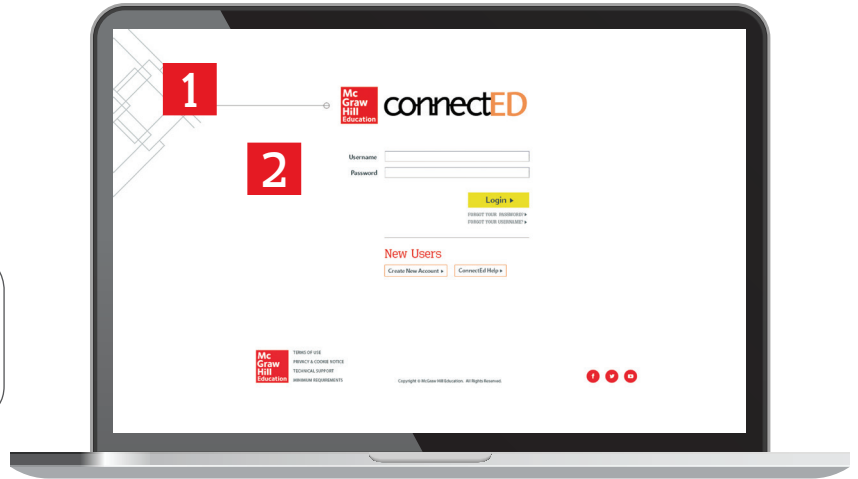 1
Mc
Graw
Hill
Education
connectED
2
Username
Password
Login
FORGOT YOUR PASSWORD?
FORGOT YOUR USERNAME?
New Users
Create New Account
ConnectEd Help
Mc
Graw
Hill
Education
TERMS OF USE
PRIVACY & COOKIE NOTICE
TECHNICAL SUPPORT
MINIMUM REQUIREMENTS
Copyright © McGraw-Hill Education. All Rights Reserved.